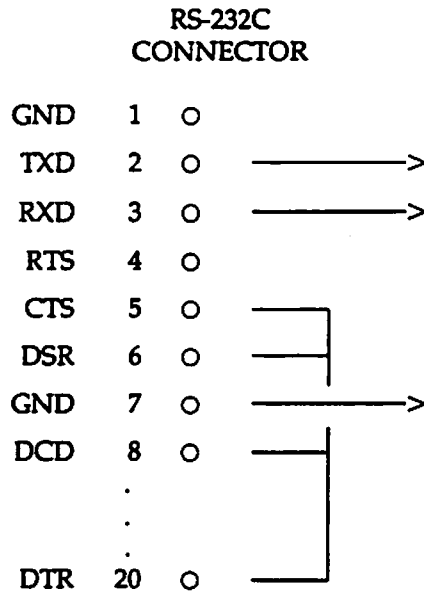 RS-232C
CONNECTOR
GND 1
TXD 2
RXD 3
RTS 4
CTS 5
DSR 6
GND 7
DCD 8
.
.
.
DTR 20